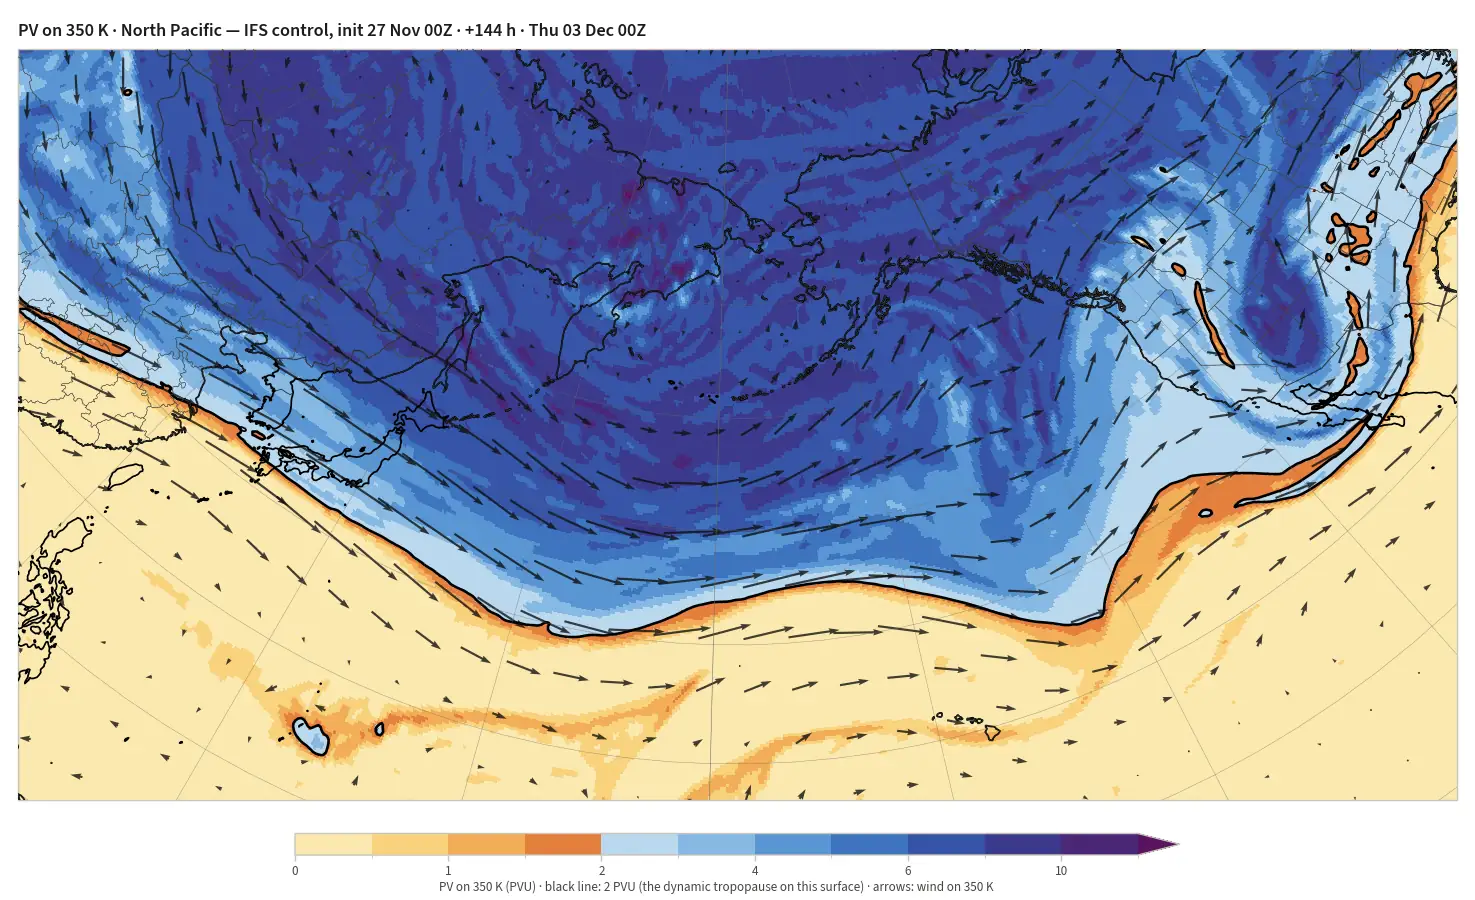 PV on 350 K · North Pacific — IFS control, init 27 Nov 00Z · +144 h · Thu 03 Dec 00Z
0 1 2 4 6 10
PV on 350 K (PVU) · black line: 2 PVU (the dynamic tropopause on this surface) · arrows: wind on 350 K